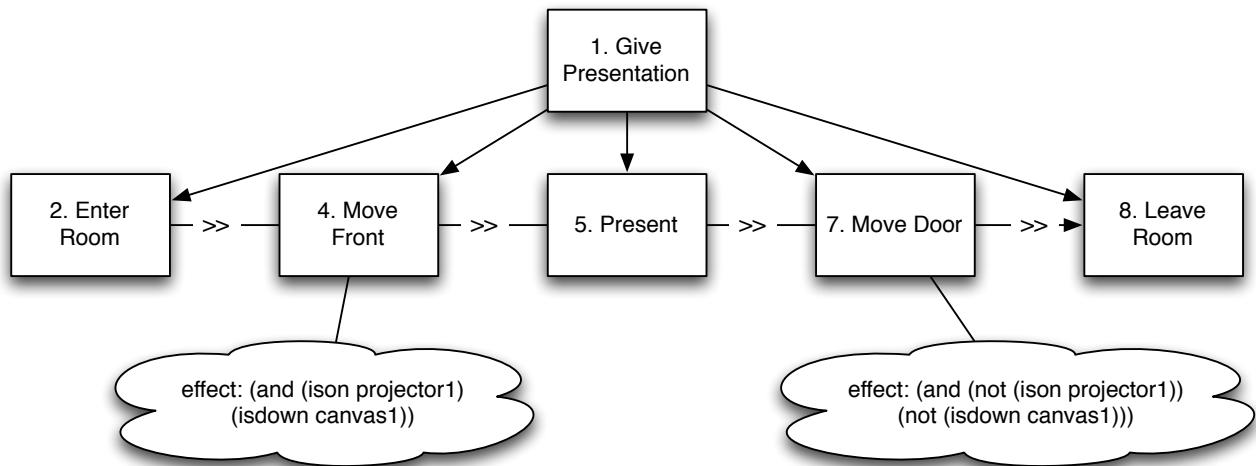 1. Give
Presentation
2. Enter
Room
>>
4. Move
Front
>>
5. Present
>>
7. Move Door
>>
8. Leave
Room
effect: (and (ison projector1)
(isdown canvas1))
effect: (and (not (ison projector1))
(not (isdown canvas1)))